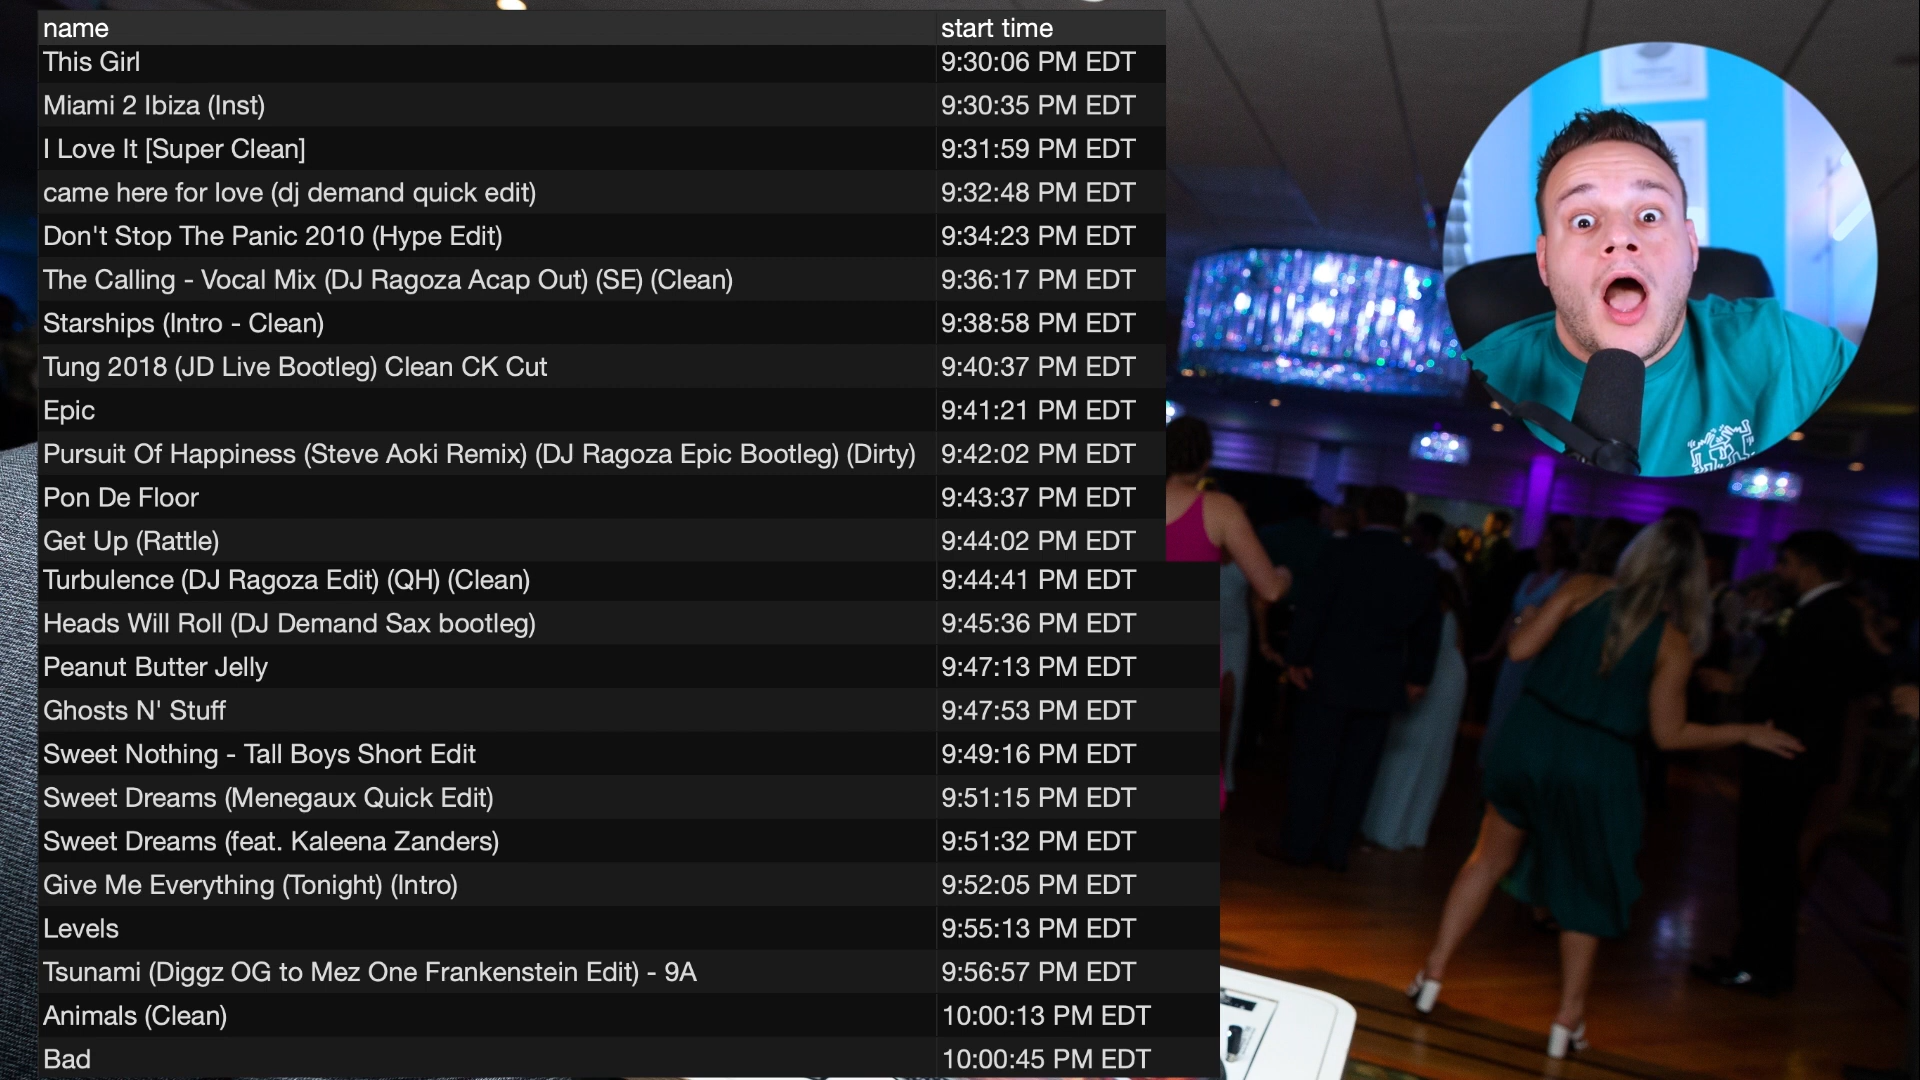 name start time
This Girl 9:30:06 PM EDT
Miami 2 Ibiza (Inst) 9:30:35 PM EDT
I Love It [Super Clean] 9:31:59 PM EDT
came here for love (dj demand quick edit) 9:32:48 PM EDT
Don't Stop The Panic 2010 (Hype Edit) 9:34:23 PM EDT
The Calling - Vocal Mix (DJ Ragoza Acap Out) (SE) (Clean) 9:36:17 PM EDT
Starships (Intro - Clean) 9:38:58 PM EDT
Tung 2018 (JD Live Bootleg) Clean CK Cut 9:40:37 PM EDT
Epic 9:41:21 PM EDT
Pursuit Of Happiness (Steve Aoki Remix) (DJ Ragoza Epic Bootleg) (Dirty) 9:42:02 PM EDT
Pon De Floor 9:43:37 PM EDT
Get Up (Rattle) 9:44:02 PM EDT
Turbulence (DJ Ragoza Edit) (QH) (Clean) 9:44:41 PM EDT
Heads Will Roll (DJ Demand Sax bootleg) 9:45:36 PM EDT
Peanut Butter Jelly 9:47:13 PM EDT
Ghosts N' Stuff 9:47:53 PM EDT
Sweet Nothing - Tall Boys Short Edit 9:49:16 PM EDT
Sweet Dreams (Menegaux Quick Edit) 9:51:15 PM EDT
Sweet Dreams (feat. Kaleena Zanders) 9:51:32 PM EDT
Give Me Everything (Tonight) (Intro) 9:52:05 PM EDT
Levels 9:55:13 PM EDT
Tsunami (Diggz OG to Mez One Frankenstein Edit) - 9A 9:56:57 PM EDT
Animals (Clean) 10:00:13 PM EDT
Bad 10:00:45 PM EDT